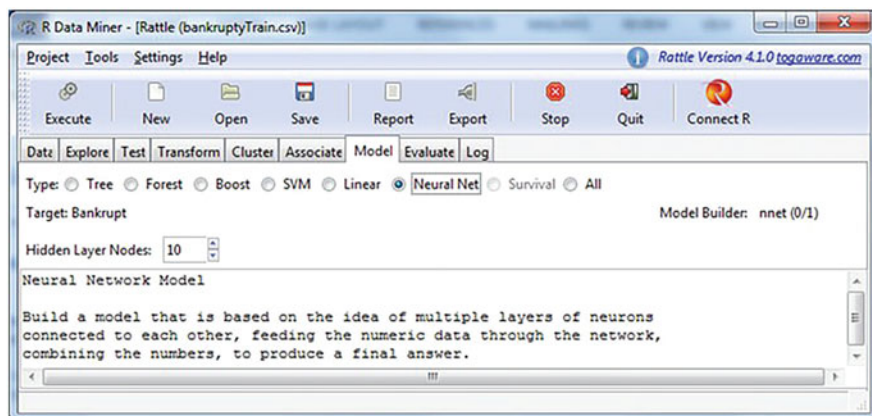 R Data Miner - [Rattle (bankruptyTrain.csv)]
Project Tools Settings Help
Rattle Version 4.1.0 togaware.com
Execute New Open Save Report Export Stop Quit Connect R
Data Explore Test Transform Cluster Associate Model Evaluate Log
Type: Tree Forest Boost SVM Linear Neural Net Survival All
Target: Bankrupt Model Builder: nnet (0/1)
Hidden Layer Nodes: 10
Neural Network Model
Build a model that is based on the idea of multiple layers of neurons
connected to each other, feeding the numeric data through the network,
combining the numbers, to produce a final answer.